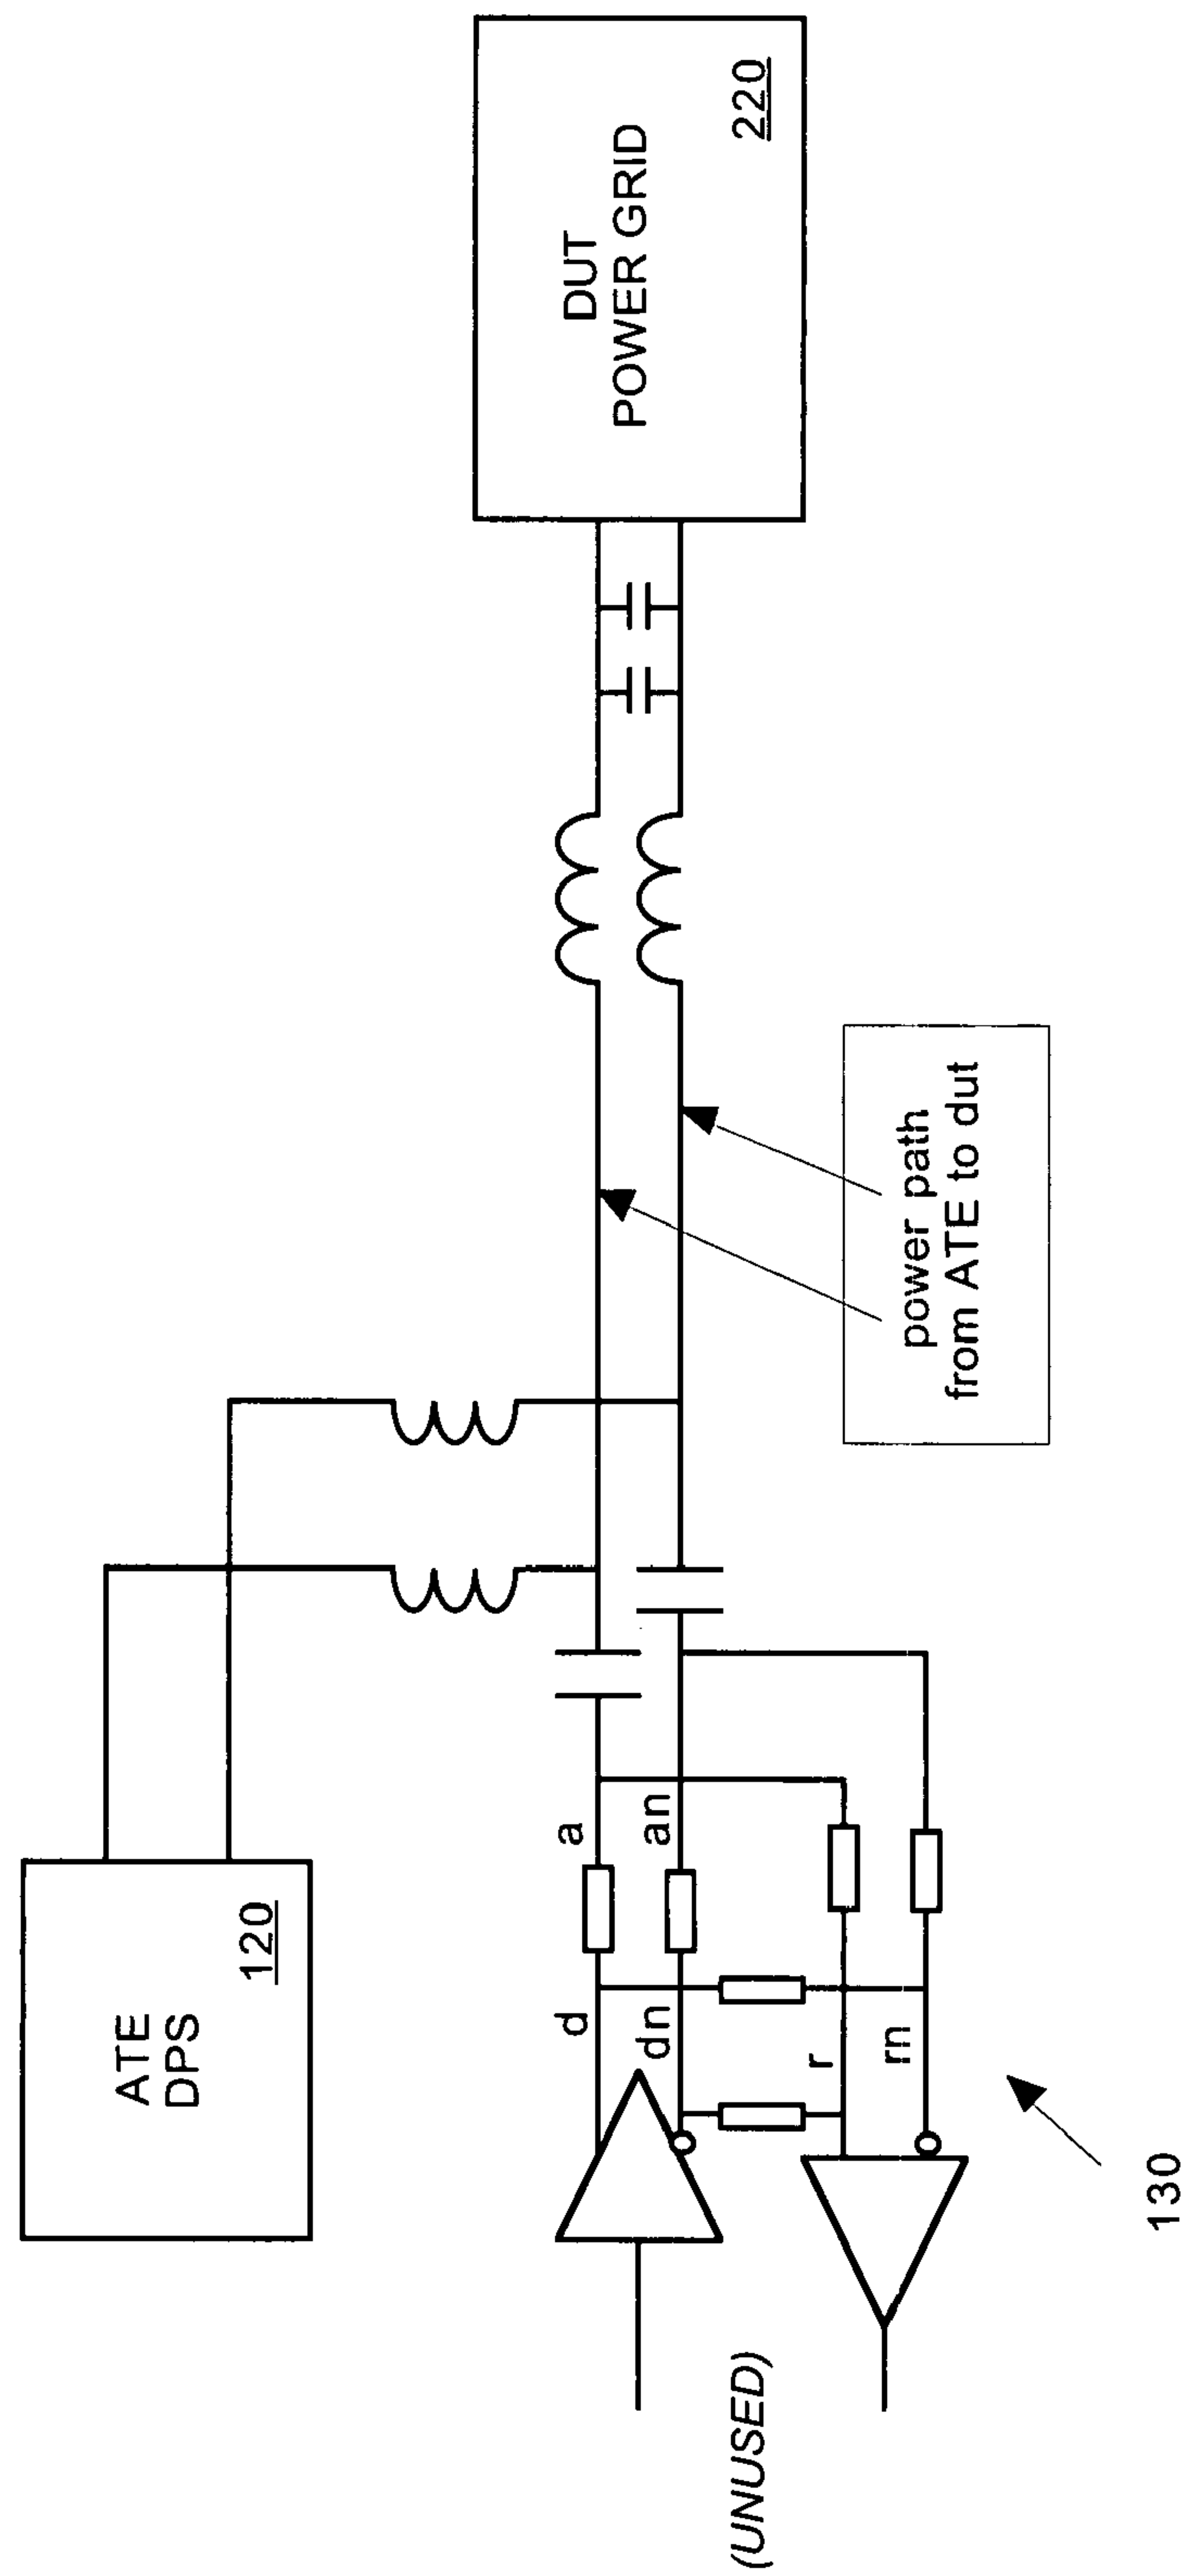 ATE
DPS
120
DUT
POWER GRID
220
d
a
dn
an
r
rn
(UNUSED)
power path
from ATE to dut
130